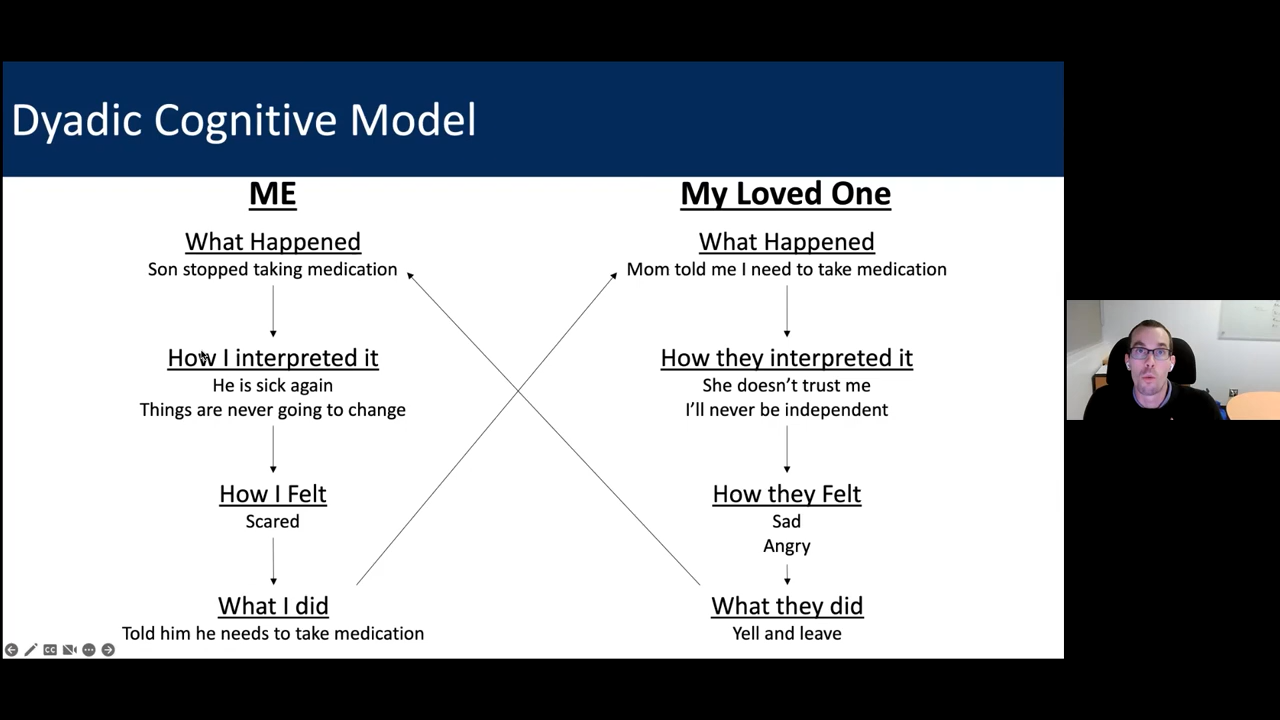 Dyadic Cognitive Model
ME
What Happened
Son stopped taking medication
How I interpreted it
He is sick again
Things are never going to change
How I Felt
Scared
What I did
Told him he needs to take medication
My Loved One
What Happened
Mom told me I need to take medication
How they interpreted it
She doesn’t trust me
I’ll never be independent
How they Felt
Sad
Angry
What they did
Yell and leave